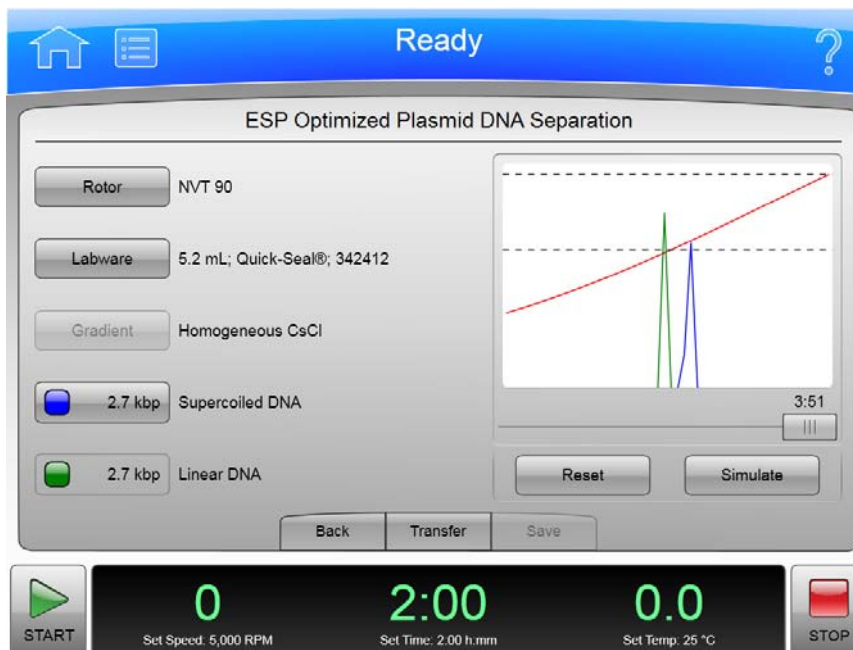 Ready
ESP Optimized Plasmid DNA Separation
Rotor NVT 90
Labware 5.2 mL; Quick-Seal®; 342412
Gradient Homogeneous CsCl
2.7 kbp Supercoiled DNA
2.7 kbp Linear DNA
3:51
Reset Simulate
Back Transfer Save
START
0 2:00 0.0
Set Speed: 5,000 RPM Set Time: 2:00 h:mm Set Temp: 25 °C
STOP